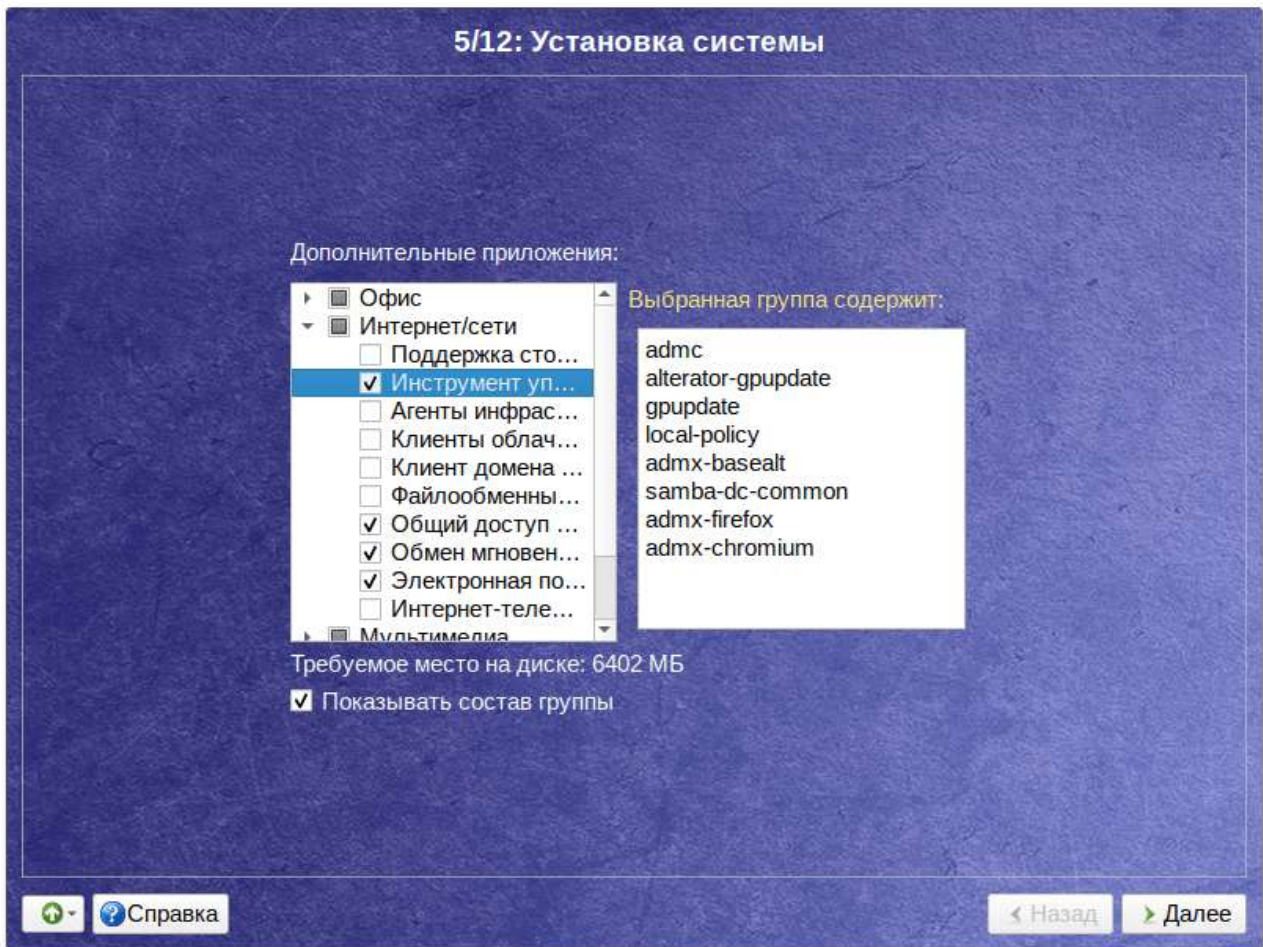 5/12: Установка системы
Дополнительные приложения:
Офис
Интернет/сети
Поддержка сто...
Инструмент уп...
Агенты инфрас...
Клиенты облач...
Клиент домена ...
Файлообменны...
Общий доступ ...
Обмен мгновен...
Электронная по...
Интернет-теле...
Мультимедиа
Выбранная группа содержит:
admc
alterator-gpupdate
gpupdate
local-policy
admx-basealt
samba-dc-common
admx-firefox
admx-chromium
Требуемое место на диске: 6402 МБ
Показывать состав группы
Справка
Назад
Далее